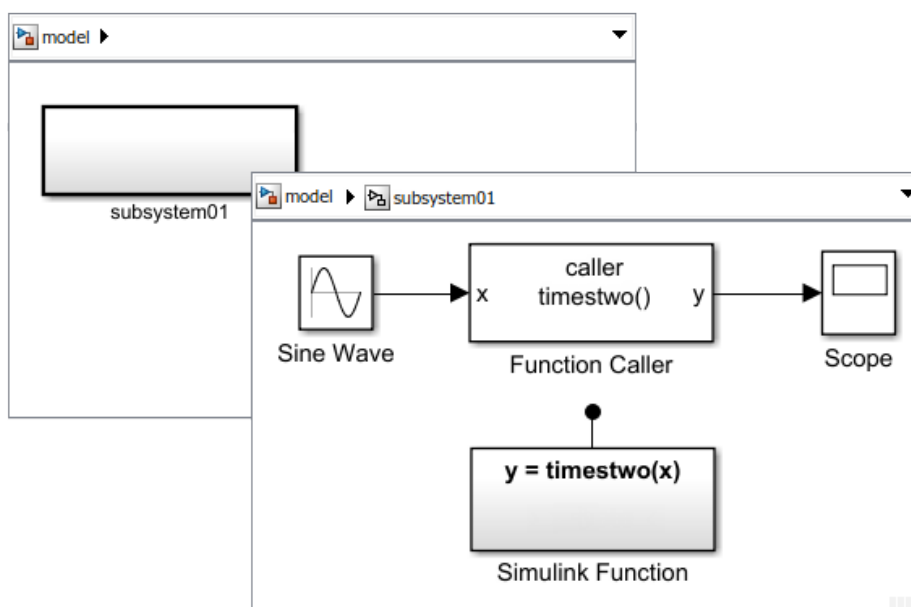 model
subsystem01
model subsystem01
caller
timestwo()
x
y
Sine Wave
Function Caller
Scope
y = timestwo(x)
Simulink Function